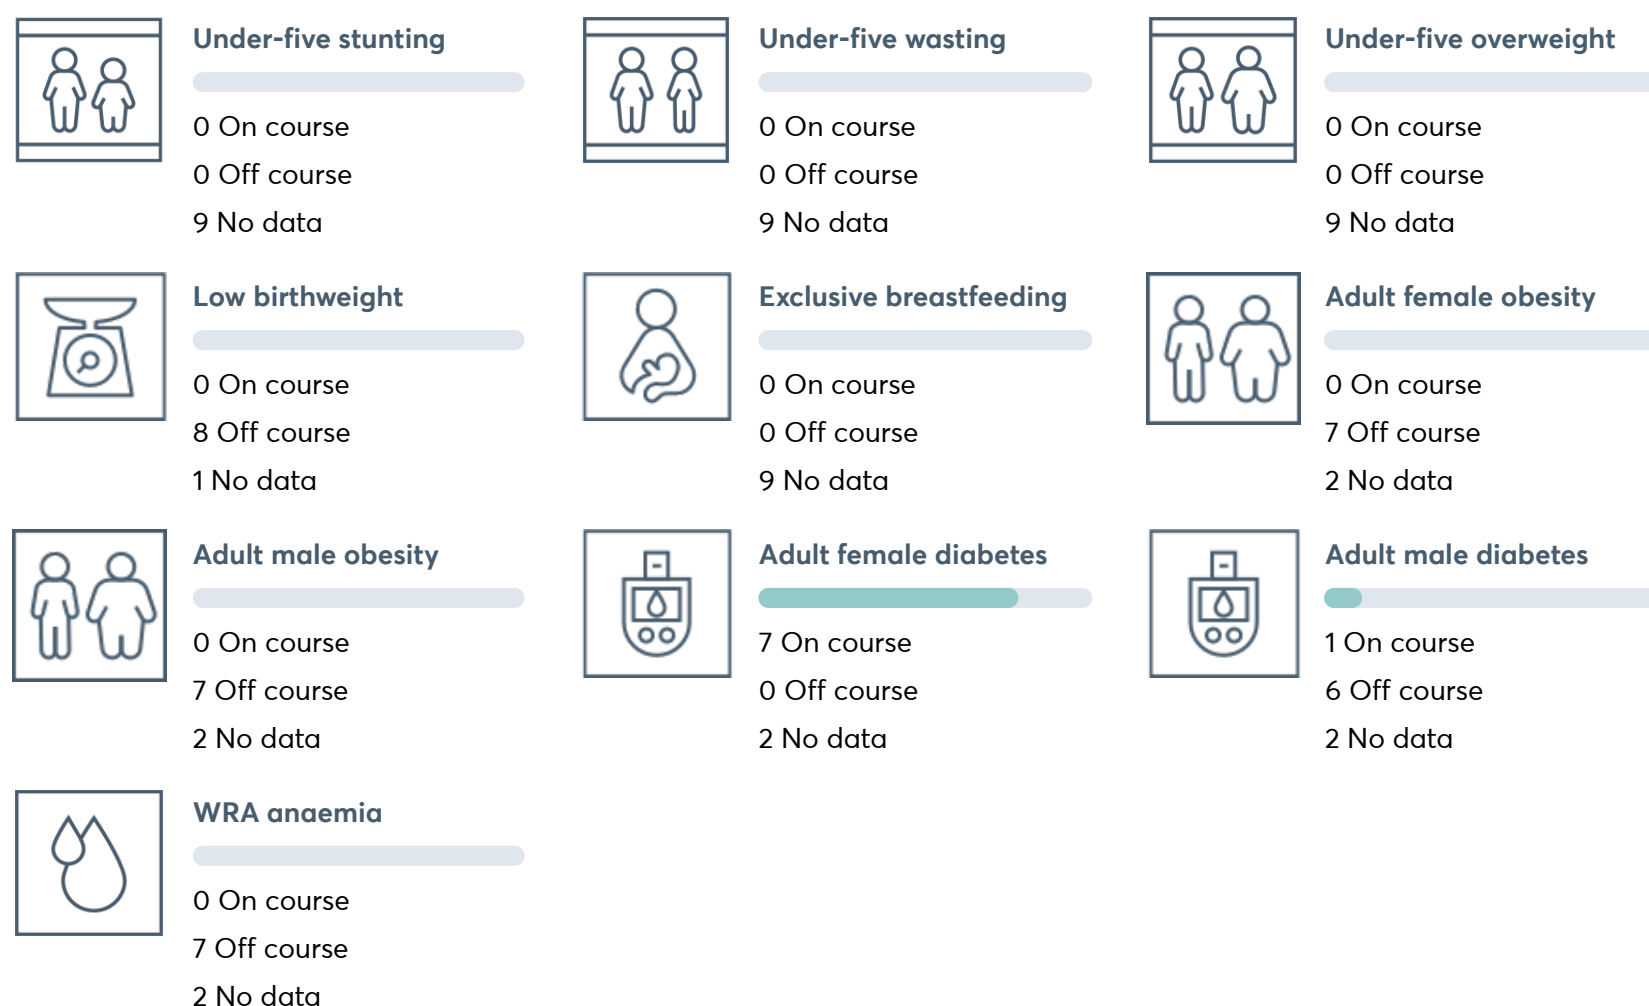 Under-five stunting
0 On course
0 Off course
9 No data
Under-five wasting
0 On course
0 Off course
9 No data
Under-five overweight
0 On course
0 Off course
9 No data
Low birthweight
0 On course
8 Off course
1 No data
Exclusive breastfeeding
0 On course
0 Off course
9 No data
Adult female obesity
0 On course
7 Off course
2 No data
Adult male obesity
0 On course
7 Off course
2 No data
Adult female diabetes
7 On course
0 Off course
2 No data
Adult male diabetes
1 On course
6 Off course
2 No data
WRA anaemia
0 On course
7 Off course
2 No data